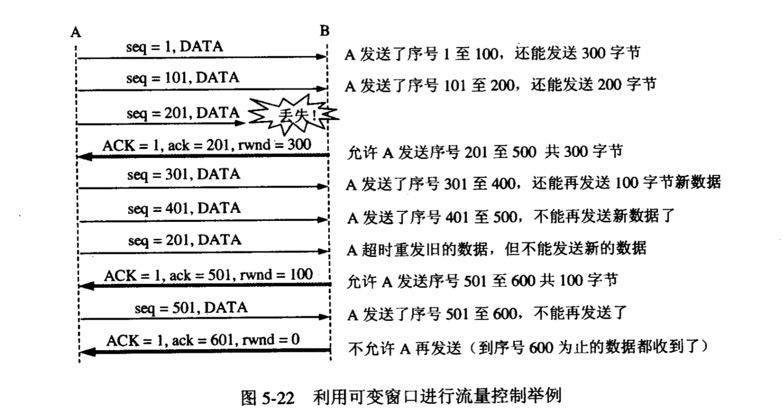 A B
seq = 1, DATA A 发送了序号 1 至 100，还能发送 300 字节
seq = 101, DATA A 发送了序号 101 至 200，还能发送 200 字节
seq = 201, DATA 丢失！
ACK = 1, ack = 201, rwnd = 300 允许 A 发送序号 201 至 500 共 300 字节
seq = 301, DATA A 发送了序号 301 至 400，还能再发送 100 字节新数据
seq = 401, DATA A 发送了序号 401 至 500，不能再发送新数据了
seq = 201, DATA A 超时重发旧的数据，但不能发送新的数据
ACK = 1, ack = 501, rwnd = 100 允许 A 发送序号 501 至 600 共 100 字节
seq = 501, DATA A 发送了序号 501 至 600，不能再发送了
ACK = 1, ack = 601, rwnd = 0 不允许 A 再发送（到序号 600 为止的数据都收到了）
图 5-22 利用可变窗口进行流量控制举例